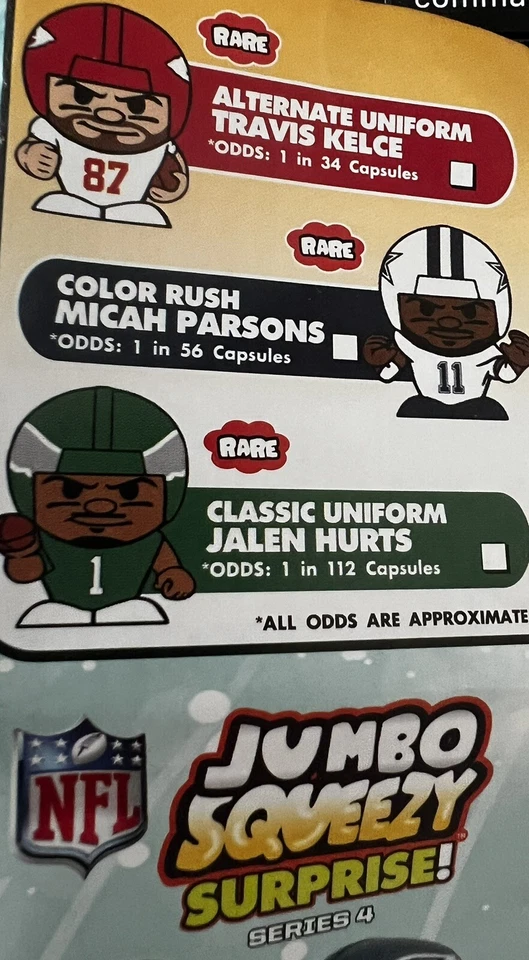 RARE
ALTERNATE UNIFORM
TRAVIS KELCE
*ODDS: 1 in 34 Capsules
87
RARE
COLOR RUSH
MICAH PARSONS
*ODDS: 1 in 56 Capsules
11
RARE
CLASSIC UNIFORM
JALEN HURTS
*ODDS: 1 in 112 Capsules
1
*ALL ODDS ARE APPROXIMATE
NFL
JUMBO
SQUEEZY
SURPRISE!
SERIES 4